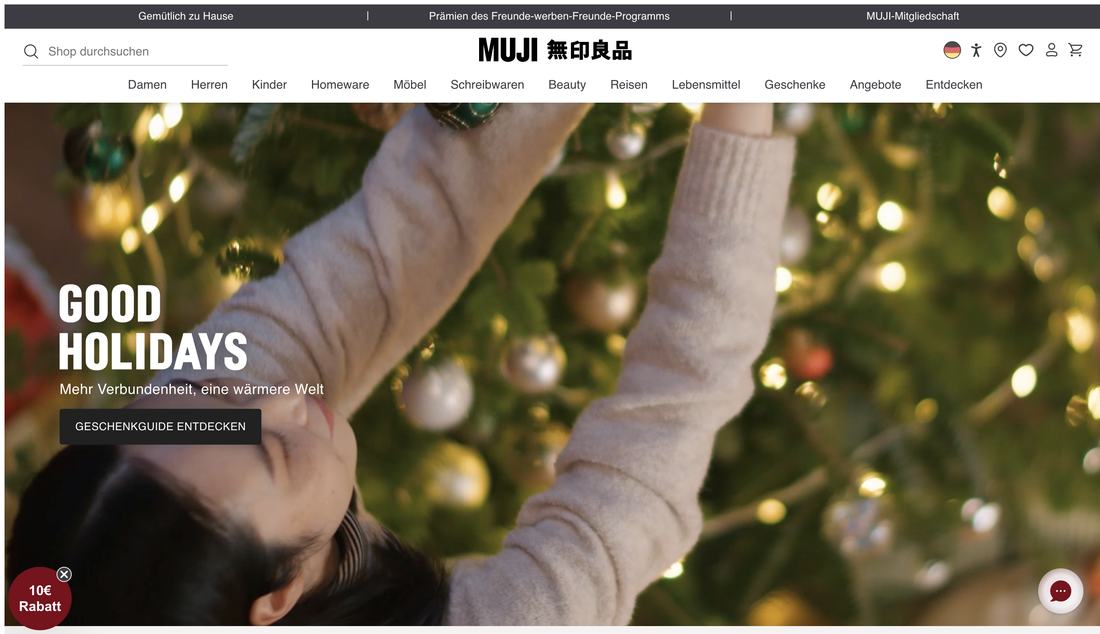 Gemütlich zu Hause | Prämien des Freunde-werben-Freunde-Programms | MUJI-Mitgliedschaft
Shop durchsuchen
MUJI 無印良品
Damen Herren Kinder Homeware Möbel Schreibwaren Beauty Reisen Lebensmittel Geschenke Angebote Entdecken
GOOD
HOLIDAYS
Mehr Verbundenheit, eine wärmere Welt
GESCHENKGUIDE ENTDECKEN
10€
Rabatt